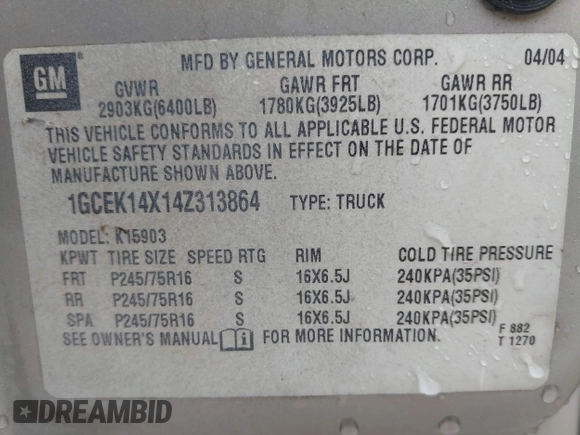 GM
MFD BY GENERAL MOTORS CORP. 04/04
GVWR GAWR FRT GAWR RR
2903KG(6400LB) 1780KG(3925LB) 1701KG(3750LB)
THIS VEHICLE CONFORMS TO ALL APPLICABLE U.S. FEDERAL MOTOR
VEHICLE SAFETY STANDARDS IN EFFECT ON THE DATE OF
MANUFACTURE SHOWN ABOVE.
1GCEK14X14Z313864 TYPE: TRUCK
MODEL: K15903
KPWT TIRE SIZE SPEED RTG RIM COLD TIRE PRESSURE
FRT P245/75R16 S 16X6.5J 240KPA(35PSI)
RR P245/75R16 S 16X6.5J 240KPA(35PSI)
SPA P245/75R16 S 16X6.5J 240KPA(35PSI)
SEE OWNER'S MANUAL FOR MORE INFORMATION.
F 882
T 1270
DREAMBID